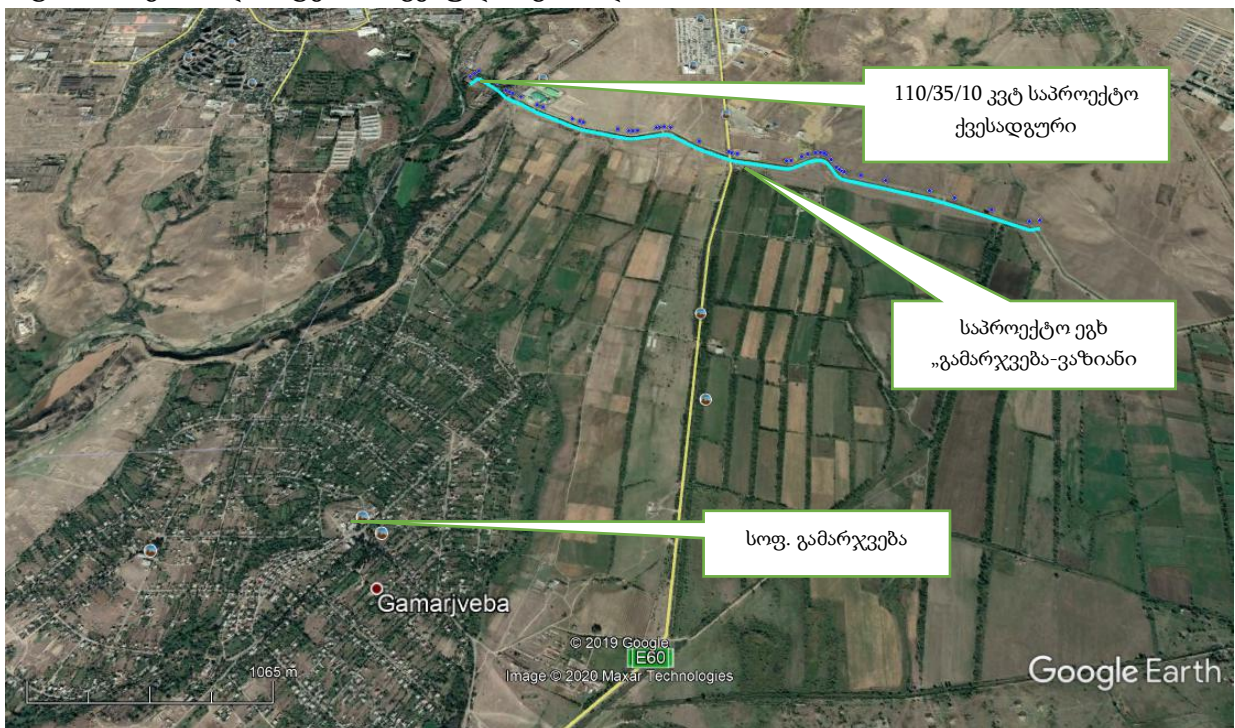 110/35/10 კვტ საპროექტო
ქვესადგური
საპროექტო ეგხ
„გამარჯვება-ვაზიანი
სოფ. გამარჯვება
Gamarjveba
© 2019 Google
E60
Image © 2020 Maxar Technologies
1065 m
Google Earth